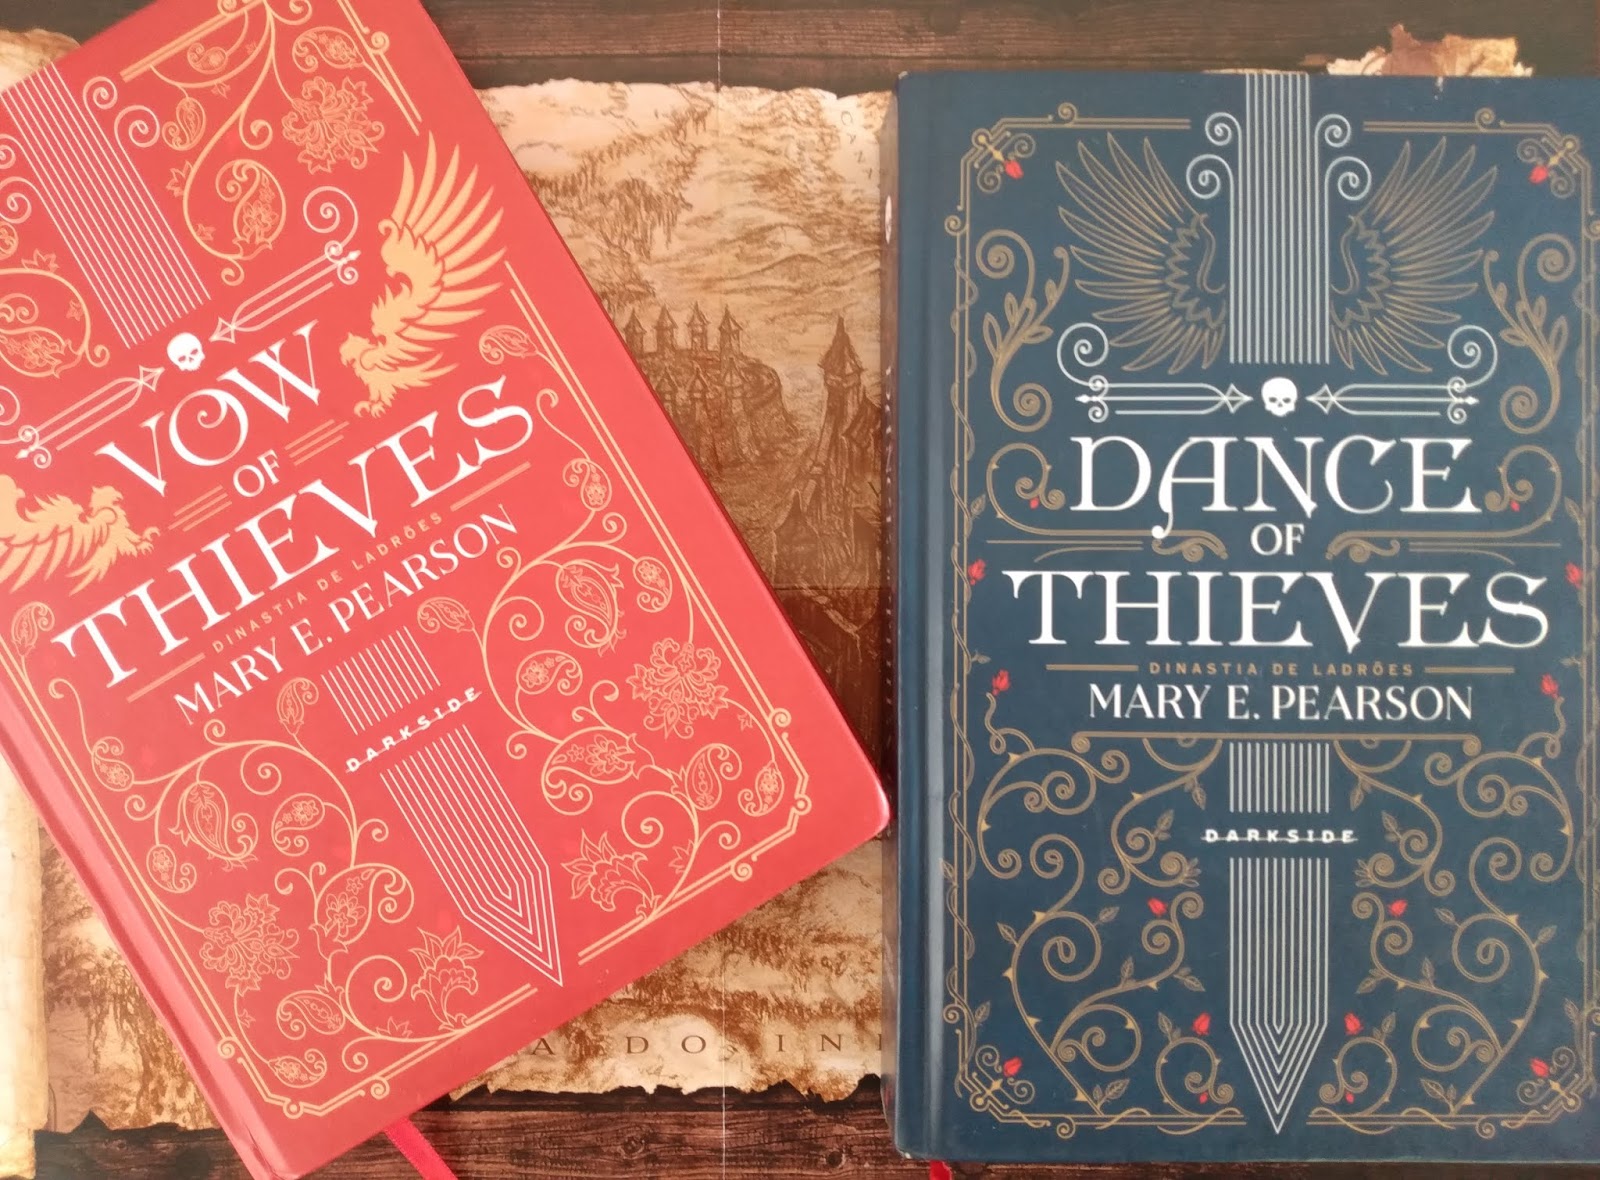 VOW
OF
THIEVES
DINASTIA DE LADRÕES
MARY E. PEARSON
DARKSIDE
DANCE
OF
THIEVES
DINASTIA DE LADRÕES
MARY E. PEARSON
DARKSIDE